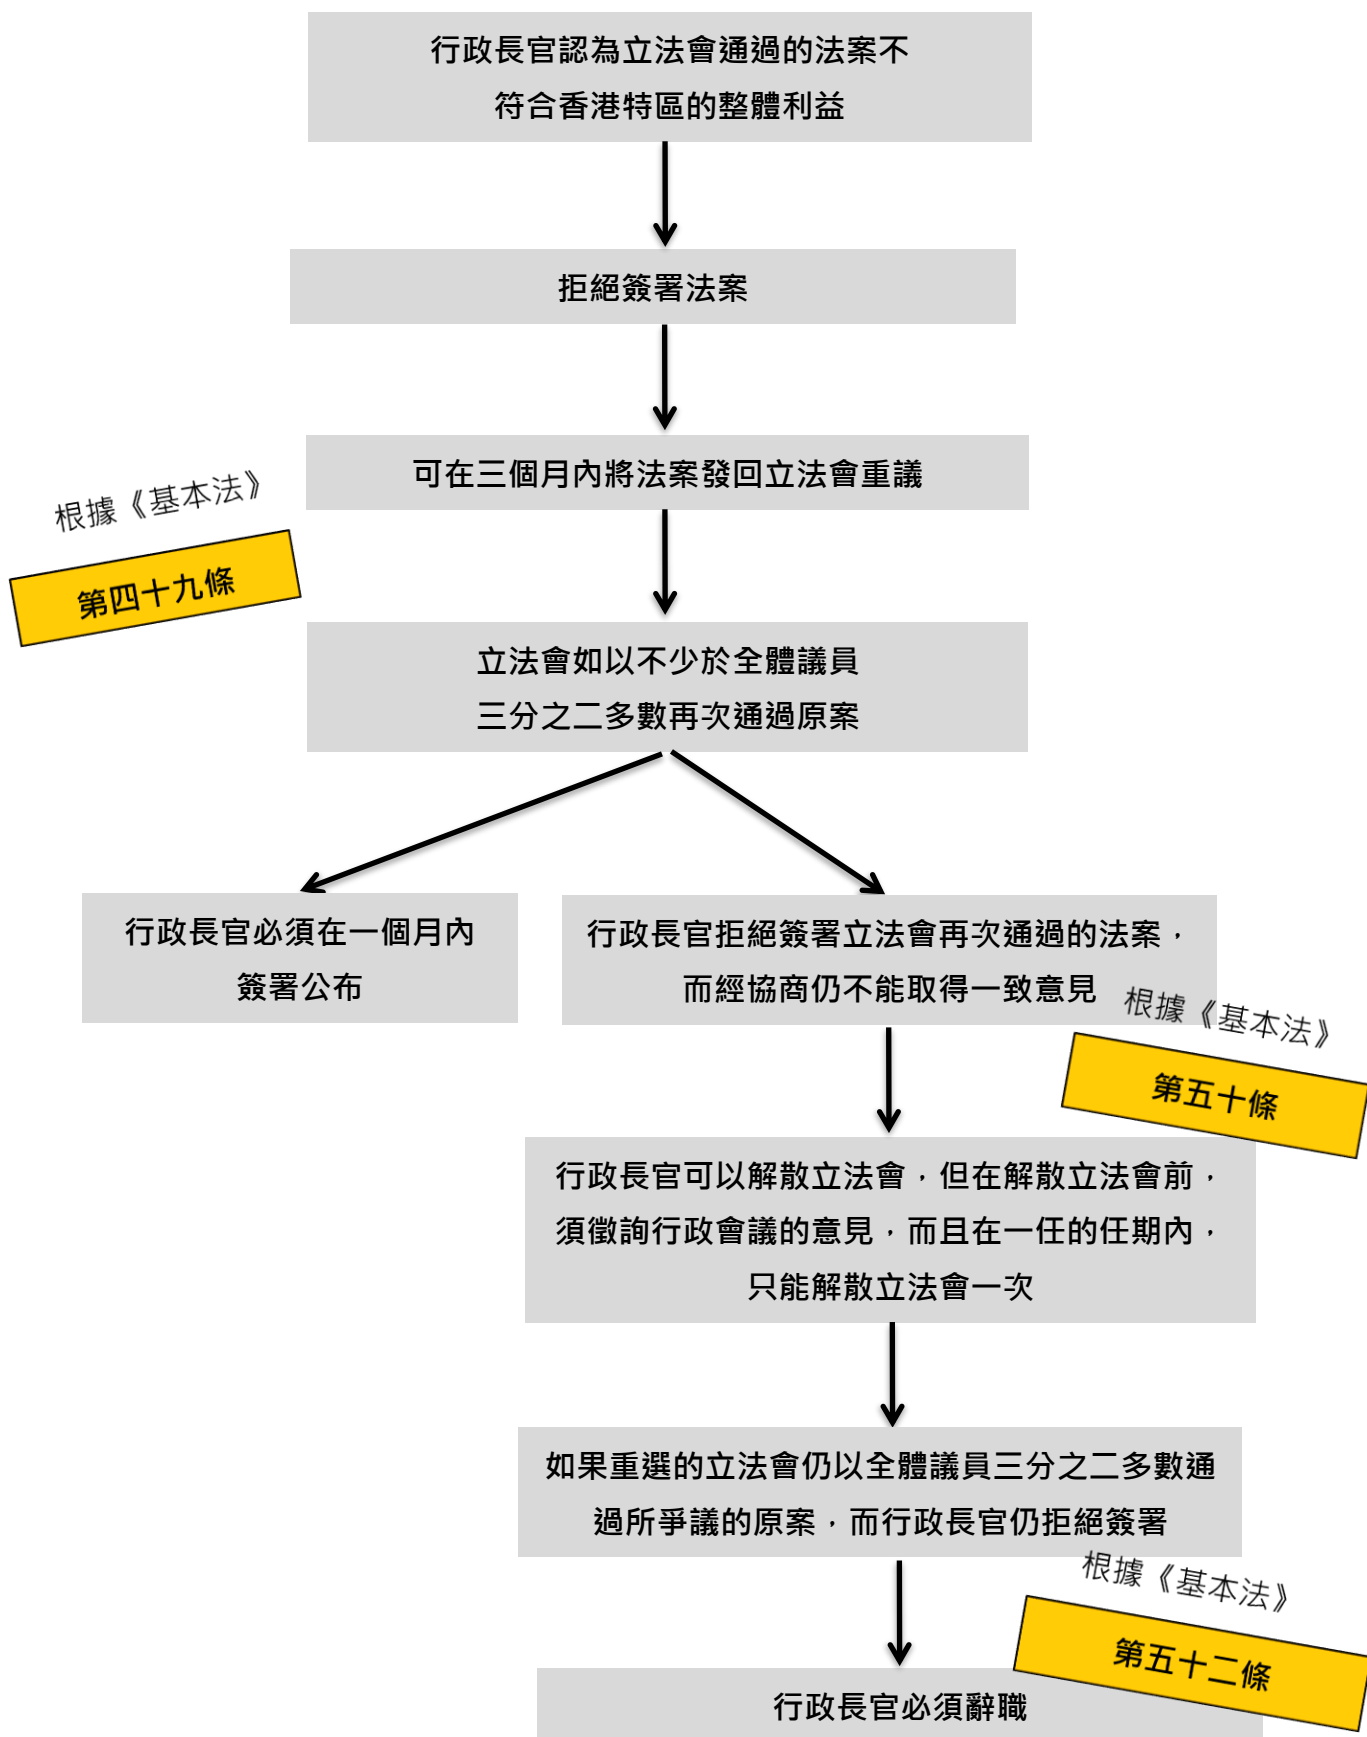 行政長官認為立法會通過的法案不
符合香港特區的整體利益
拒絕簽署法案
可在三個月內將法案發回立法會重議
根據《基本法》
第四十九條
立法會如以不少於全體議員
三分之二多數再次通過原案
行政長官必須在一個月內
簽署公布
行政長官拒絕簽署立法會再次通過的法案，
而經協商仍不能取得一致意見
根據《基本法》
第五十條
行政長官可以解散立法會，但在解散立法會前，
須徵詢行政會議的意見，而且在一任的任期內，
只能解散立法會一次
如果重選的立法會仍以全體議員三分之二多數通
過所爭議的原案，而行政長官仍拒絕簽署
根據《基本法》
第五十二條
行政長官必須辭職